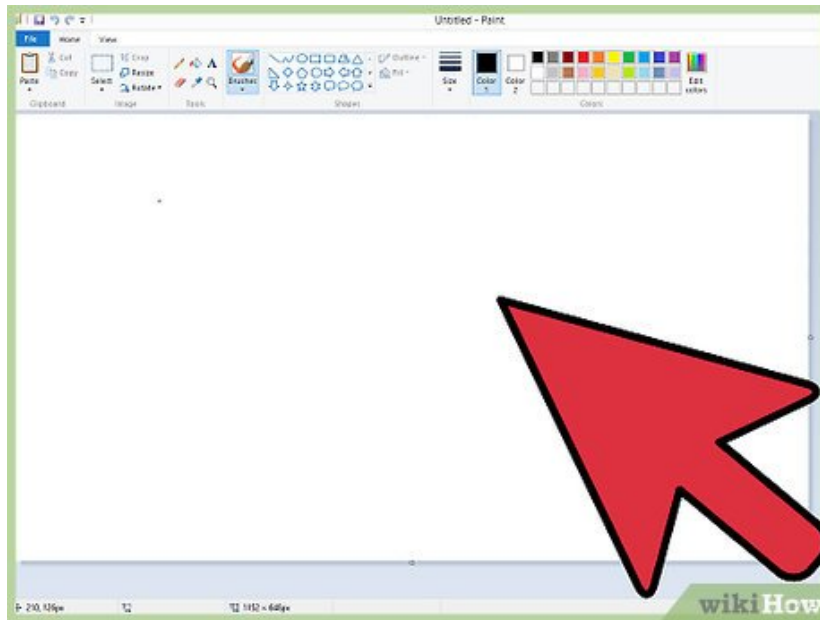 Untitled - Paint
File Home View
Paste
Cut
Copy
Select
Crop
Resize
Rotate
A
Brushes
Outline
Fill
Size
Color 1
Color 2
Edit colors
Clipboard Image Tools Shapes Colors
wikiHow